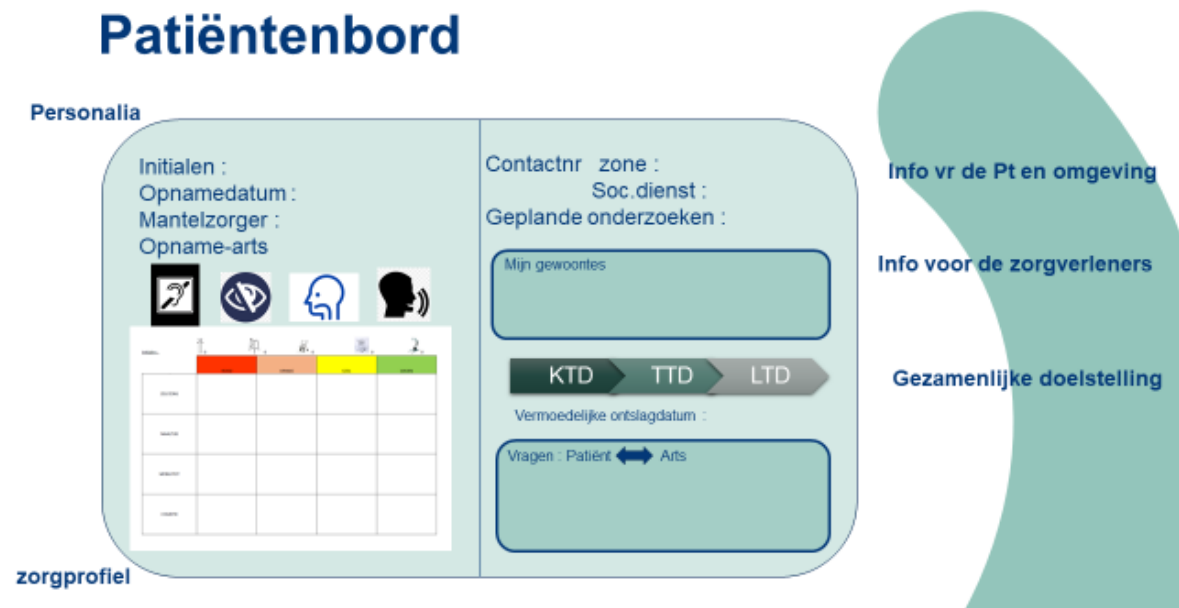 Patiëntenbord
Personalia
Initialen :
Opnamedatum :
Mantelzorger :
Opname-arts
Contactnr zone :
Soc.dienst :
Geplande onderzoeken :
Mijn gewoontes
KTD TTD LTD
Vermoedelijke ontslagdatum :
Vragen : Patiënt Arts
zorgprofiel
Info vr de Pt en omgeving
Info voor de zorgverleners
Gezamenlijke doelstelling